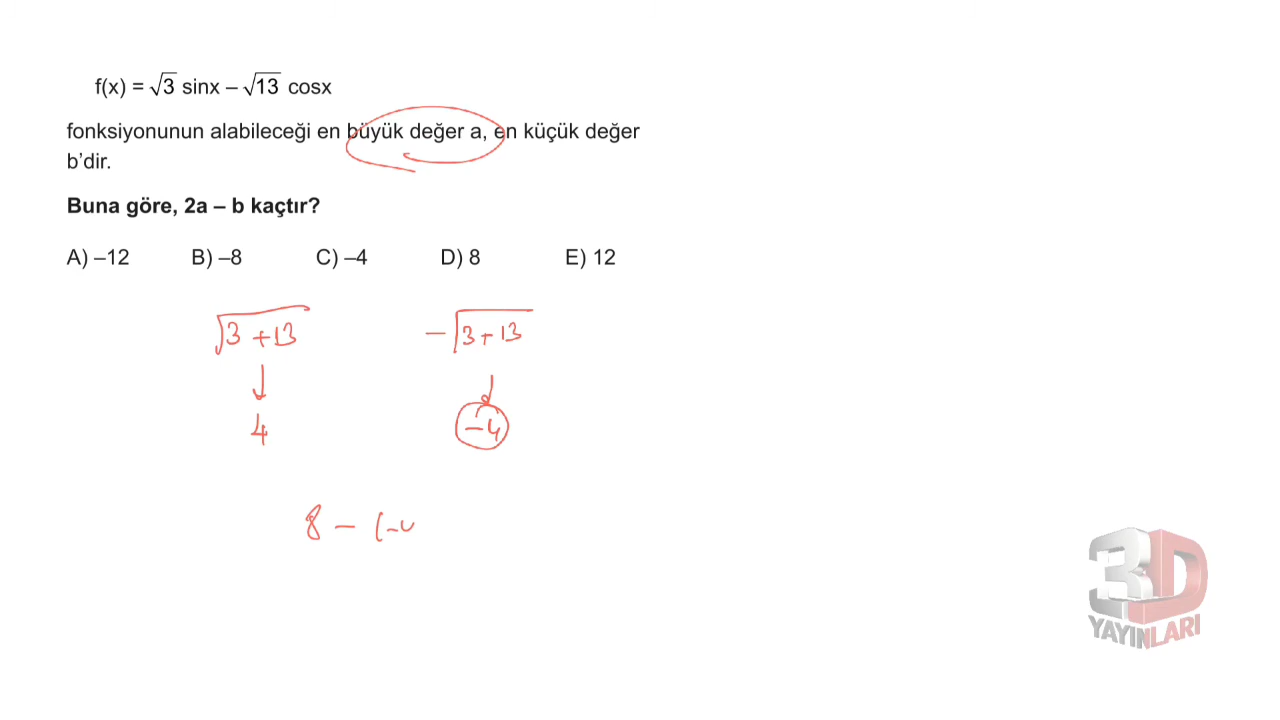 f(x) = √3 sinx – √13 cosx
fonksiyonunun alabileceği en büyük değer a, en küçük değer
b'dir.
Buna göre, 2a – b kaçtır?
A) –12 B) –8 C) –4 D) 8 E) 12
√3 + 13 – √3 + 13
4 –4
8 – (–
3D
YAYINLARI